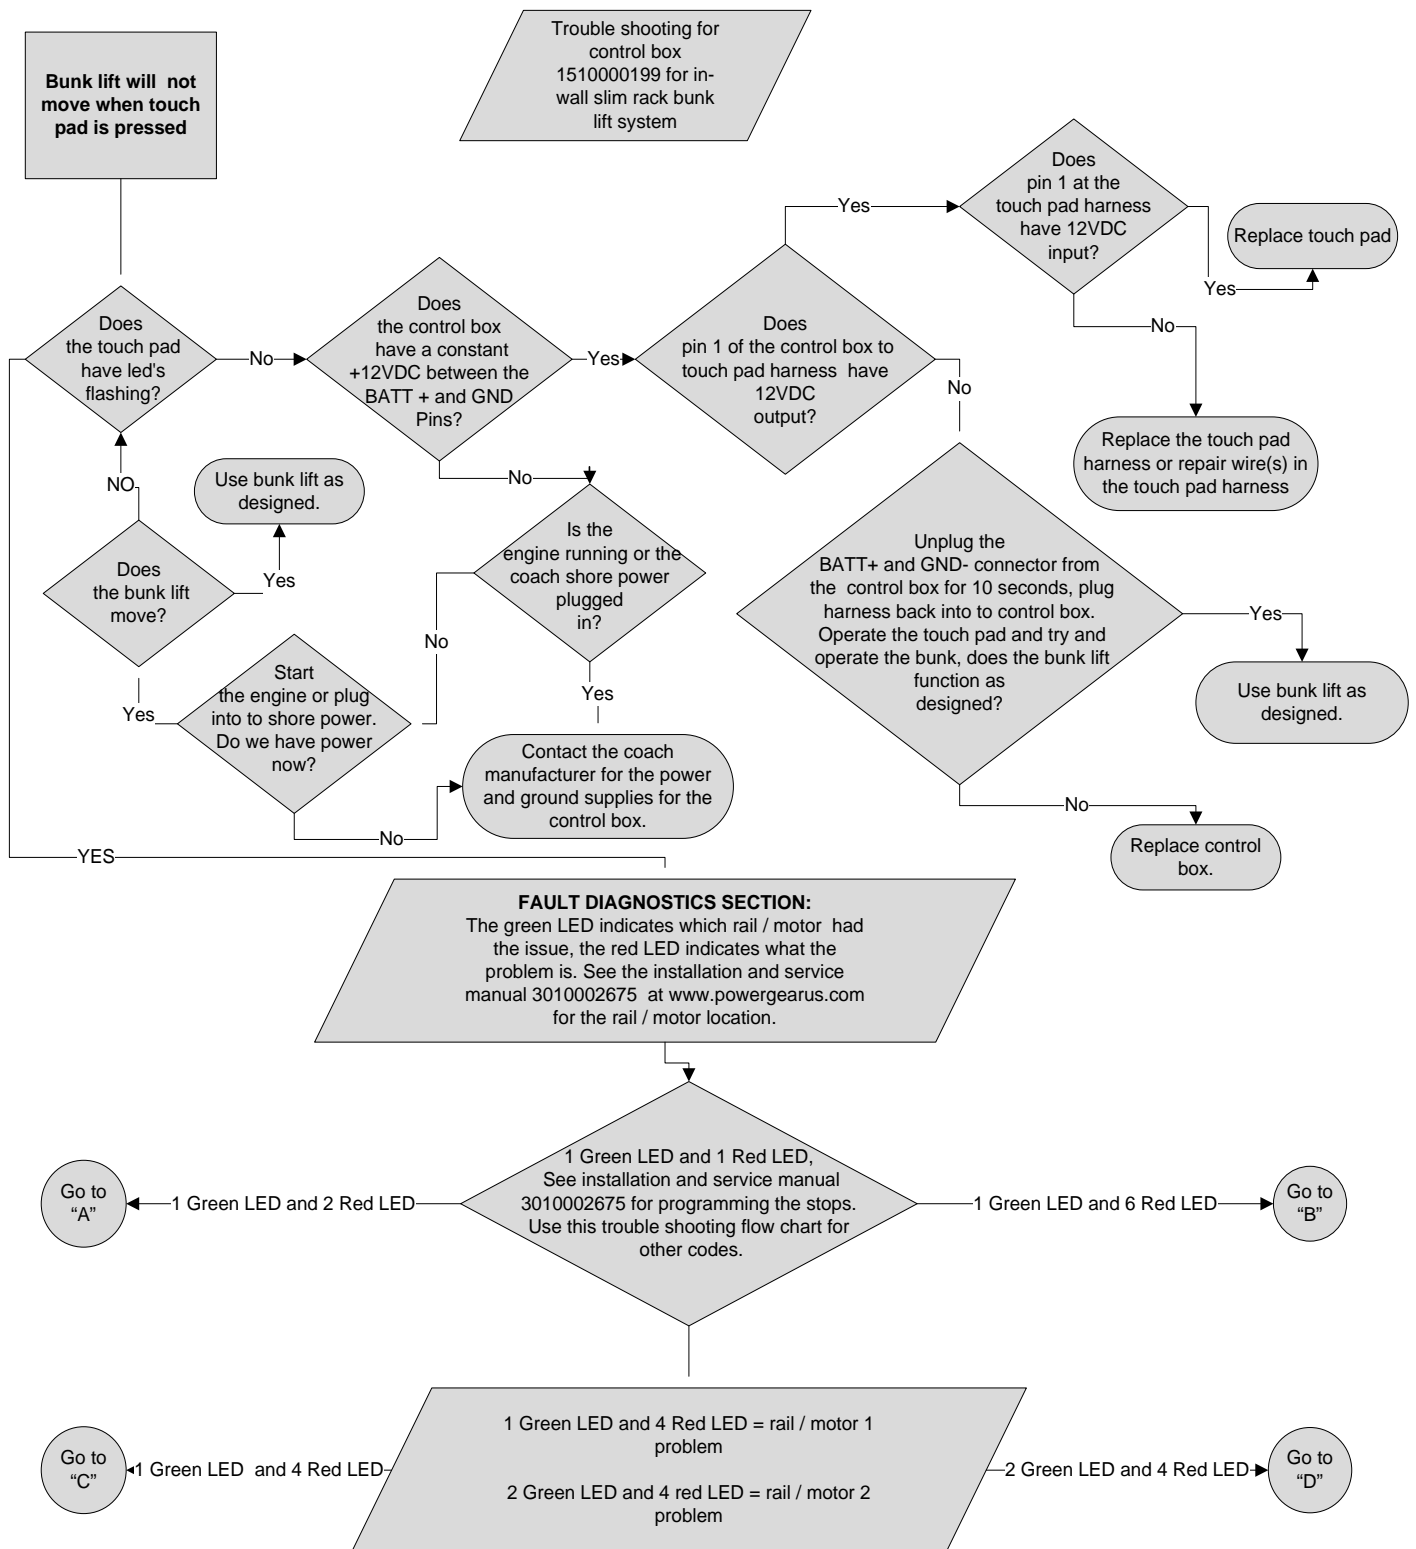 Bunk lift will not
move when touch
pad is pressed
Trouble shooting for
control box
1510000199 for in-
wall slim rack bunk
lift system
Does
pin 1 at the
touch pad harness
have 12VDC
input?
Yes
Replace touch pad
Yes
No
Replace the touch pad
harness or repair wire(s) in
the touch pad harness
Does
the touch pad
have led's
flashing?
No
Does
the control box
have a constant
+12VDC between the
BATT + and GND
Pins?
Yes
Does
pin 1 of the control box to
touch pad harness have
12VDC
output?
No
NO
Use bunk lift as
designed.
Yes
Does
the bunk lift
move?
Yes
No
Is the
engine running or the
coach shore power
plugged
in?
No
Yes
Start
the engine or plug
into to shore power.
Do we have power
now?
No
Contact the coach
manufacturer for the power
and ground supplies for the
control box.
Unplug the
BATT+ and GND- connector from
the control box for 10 seconds, plug
harness back into to control box.
Operate the touch pad and try and
operate the bunk, does the bunk lift
function as
designed?
Yes
Use bunk lift as
designed.
No
Replace control
box.
YES
FAULT DIAGNOSTICS SECTION:
The green LED indicates which rail / motor had
the issue, the red LED indicates what the
problem is. See the installation and service
manual 3010002675 at www.powergearus.com
for the rail / motor location.
1 Green LED and 1 Red LED,
See installation and service manual
3010002675 for programming the stops.
Use this trouble shooting flow chart for
other codes.
1 Green LED and 2 Red LED
Go to
“A”
1 Green LED and 6 Red LED
Go to
“B”
1 Green LED and 4 Red LED = rail / motor 1
problem
2 Green LED and 4 red LED = rail / motor 2
problem
1 Green LED and 4 Red LED
Go to
“C”
2 Green LED and 4 Red LED
Go to
“D”